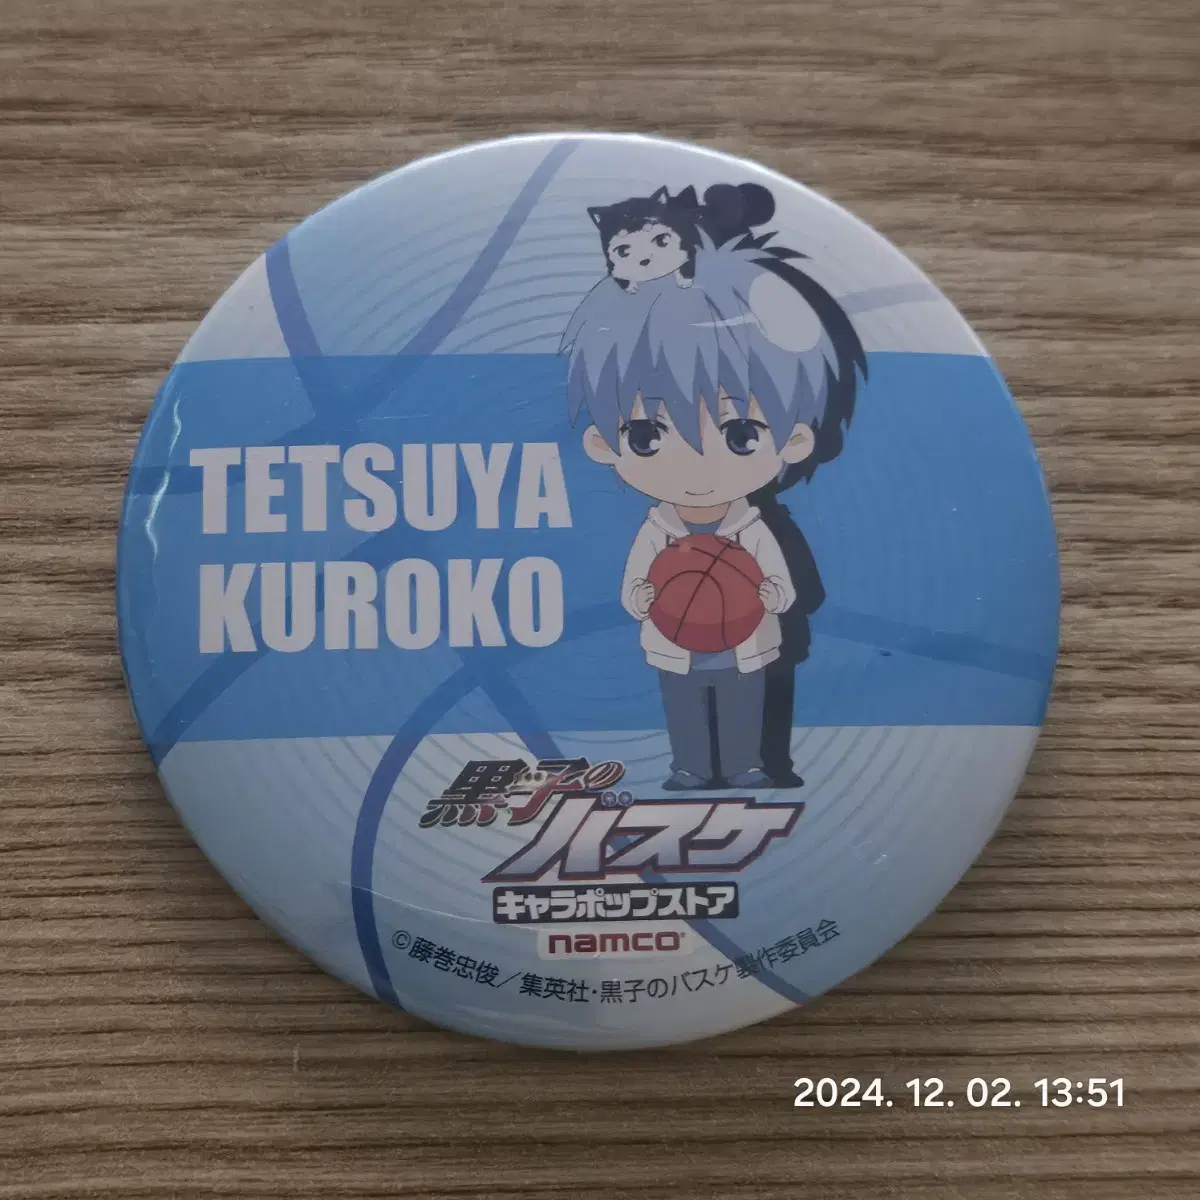 TETSUYA
KUROKO
黒子の
バスケ
キャラポップストア
namco
©藤巻忠俊／集英社・黒子のバスケ製作委員会
2024. 12. 02. 13:51